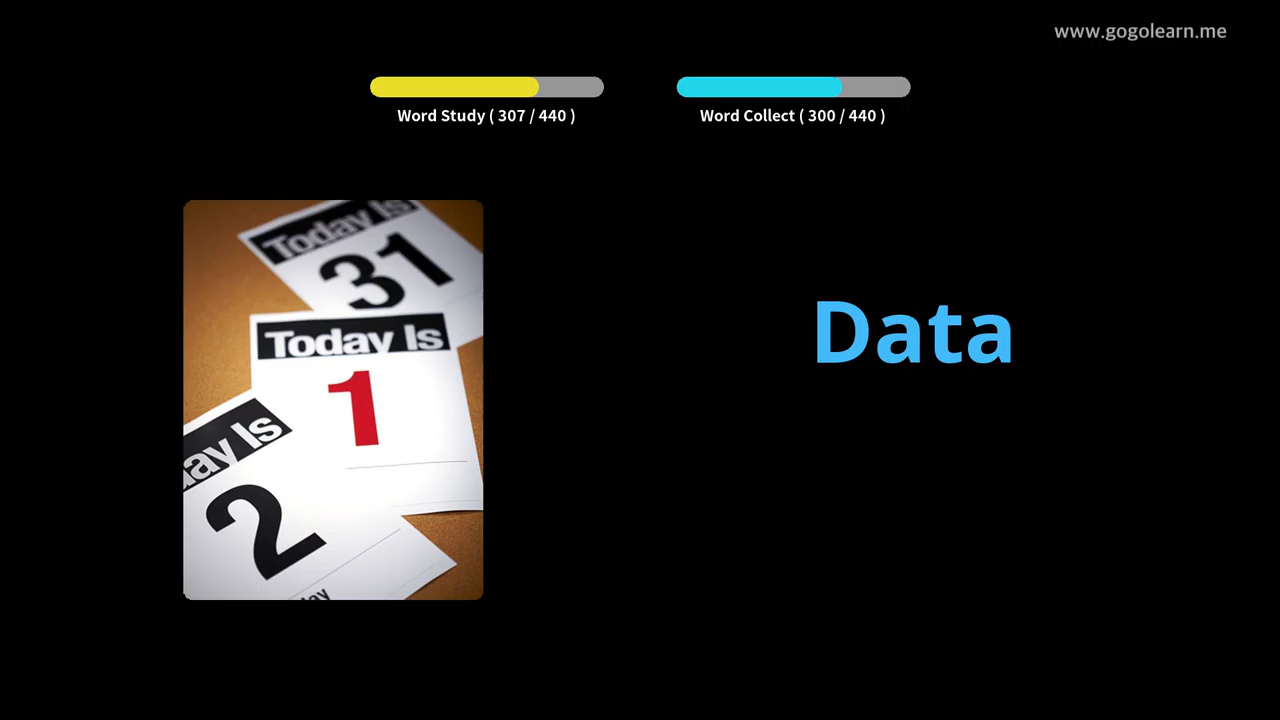 www.gogolearn.me
Word Study ( 307 / 440 )
Word Collect ( 300 / 440 )
Today Is
31
Today Is
1
day Is
2
Data